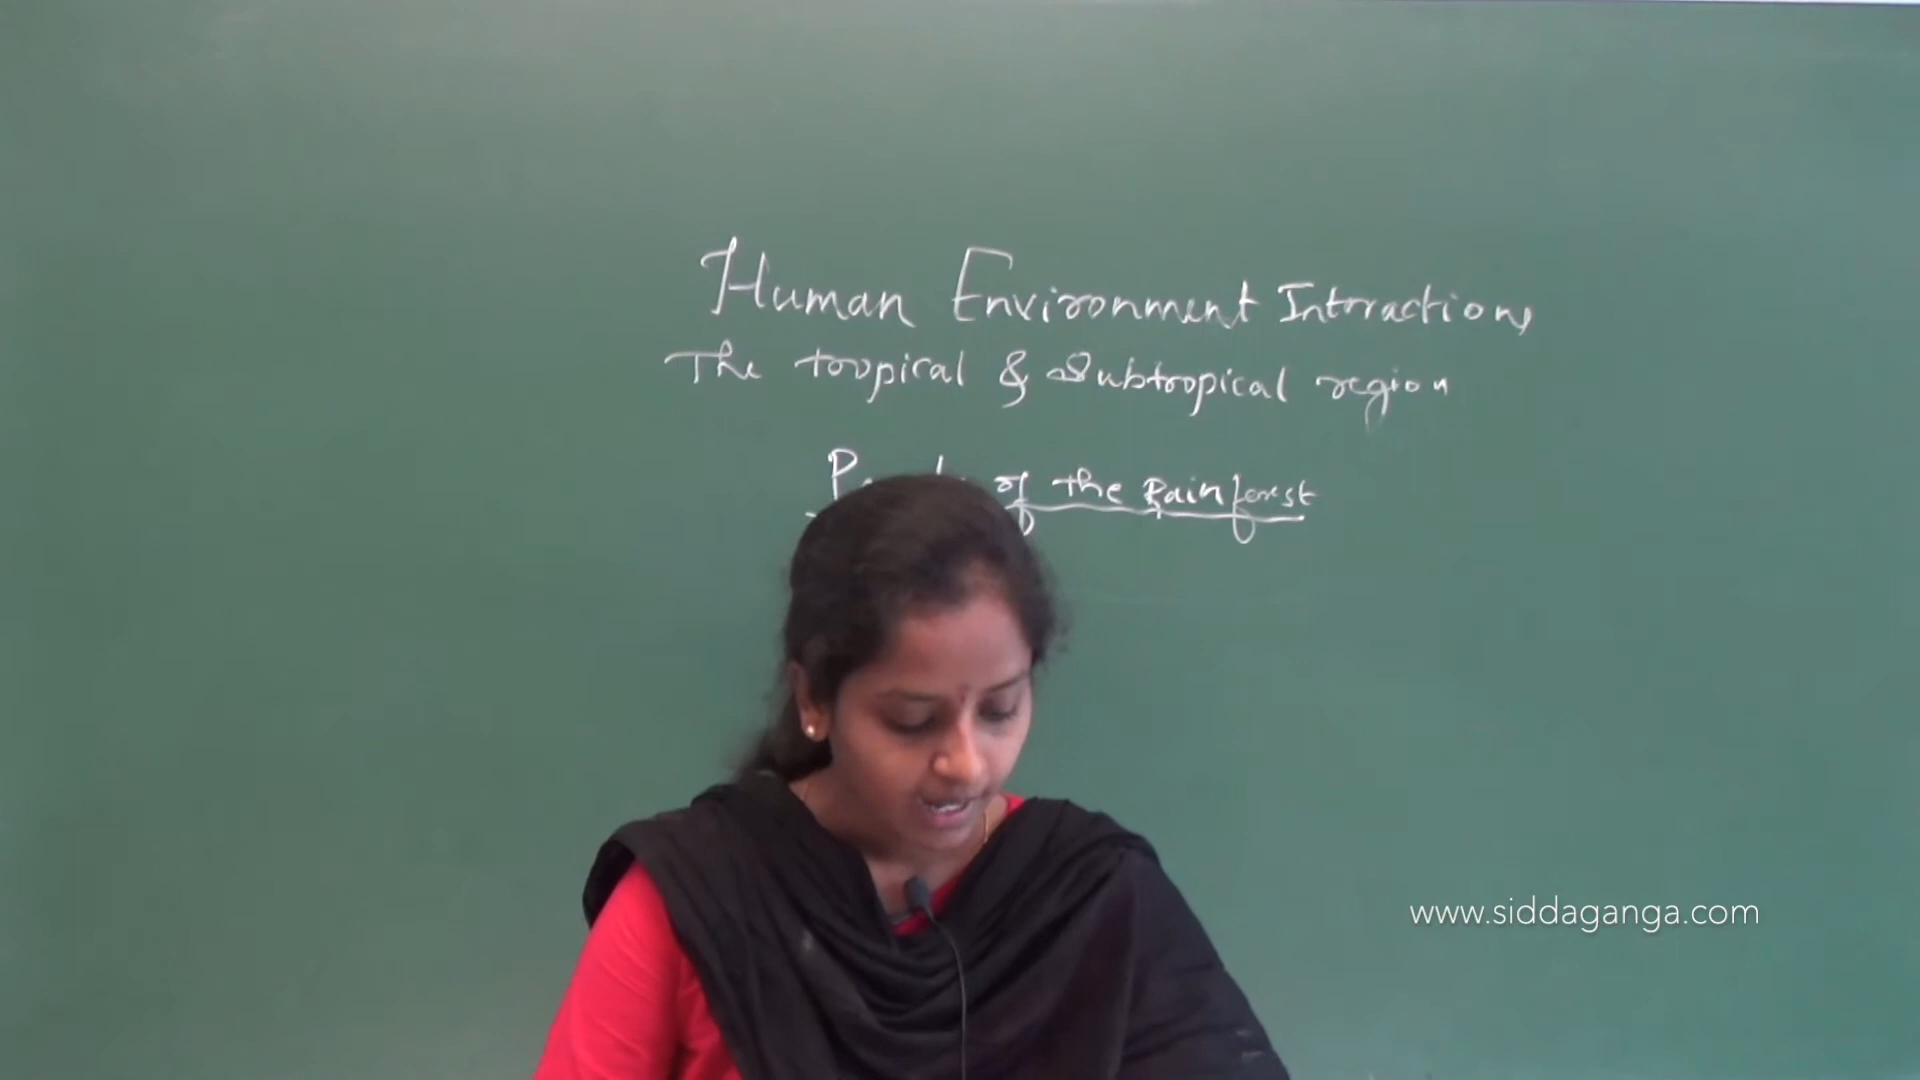 Human Environment Interactions
The tropical & Subtropical region
of the Rainforest
www.siddaganga.com